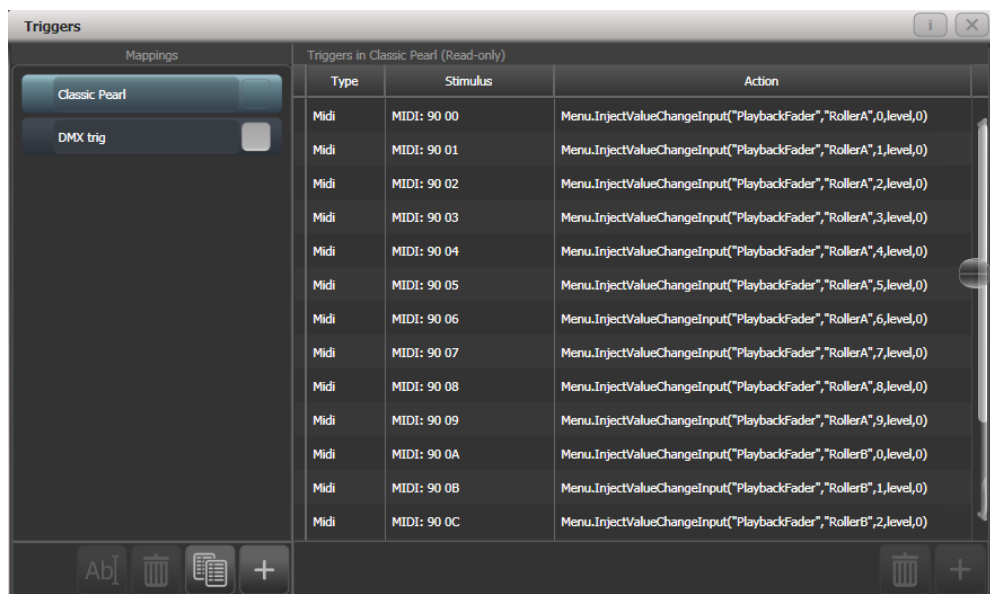 Triggers
Mappings
Triggers in Classic Pearl (Read-only)
Classic Pearl
DMX trig
Type Stimulus Action
Midi MIDI: 90 00 Menu.InjectValueChangeInput("PlaybackFader","RollerA",0,level,0)
Midi MIDI: 90 01 Menu.InjectValueChangeInput("PlaybackFader","RollerA",1,level,0)
Midi MIDI: 90 02 Menu.InjectValueChangeInput("PlaybackFader","RollerA",2,level,0)
Midi MIDI: 90 03 Menu.InjectValueChangeInput("PlaybackFader","RollerA",3,level,0)
Midi MIDI: 90 04 Menu.InjectValueChangeInput("PlaybackFader","RollerA",4,level,0)
Midi MIDI: 90 05 Menu.InjectValueChangeInput("PlaybackFader","RollerA",5,level,0)
Midi MIDI: 90 06 Menu.InjectValueChangeInput("PlaybackFader","RollerA",6,level,0)
Midi MIDI: 90 07 Menu.InjectValueChangeInput("PlaybackFader","RollerA",7,level,0)
Midi MIDI: 90 08 Menu.InjectValueChangeInput("PlaybackFader","RollerA",8,level,0)
Midi MIDI: 90 09 Menu.InjectValueChangeInput("PlaybackFader","RollerA",9,level,0)
Midi MIDI: 90 0A Menu.InjectValueChangeInput("PlaybackFader","RollerB",0,level,0)
Midi MIDI: 90 0B Menu.InjectValueChangeInput("PlaybackFader","RollerB",1,level,0)
Midi MIDI: 90 0C Menu.InjectValueChangeInput("PlaybackFader","RollerB",2,level,0)
Ab